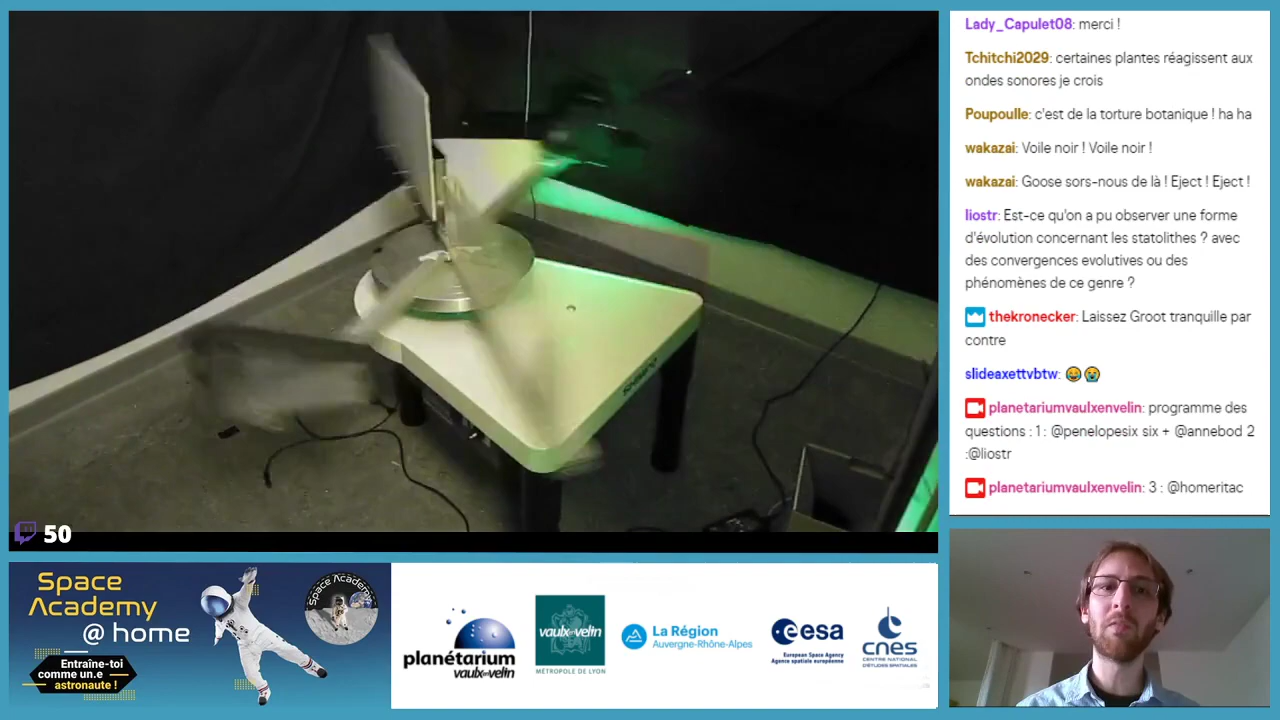 Lady_Capulet08: merci !
Tchitchi2029: certaines plantes réagissent aux
ondes sonores je crois
Poupoulle: c'est de la torture botanique ! ha ha
wakazai: Voile noir ! Voile noir !
wakazai: Goose sors-nous de là ! Eject ! Eject !
liostr: Est-ce qu'on a pu observer une forme
d'évolution concernant les statolithes ? avec
des convergences evolutives ou des
phénomènes de ce genre ?
thekronecker: Laissez Groot tranquille par
contre
slideaxettvbtw: 😂😭
planetariumvaulxenvelin: programme des
questions : 1 : @penelopesix six + @annebod 2
:@liostr
planetariumvaulxenvelin: 3 : @homeritac
50
Space
Academy
@ home
Entraîne-toi
comme un.e
astronaute !
Space Academy
planétarium
vaulx-en-velin
vaulx-en-velin
MÉTROPOLE DE LYON
La Région
Auvergne-Rhône-Alpes
esa
European Space Agency
Agence spatiale européenne
cnes
CENTRE NATIONAL
D'ÉTUDES SPATIALES